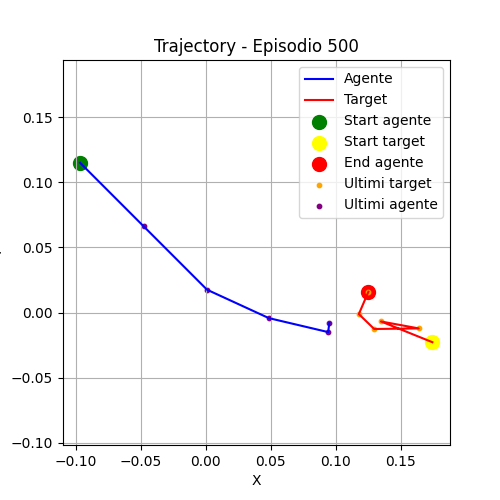 Trajectory - Episodio 500
Agente
Target
Start agente
Start target
End agente
Ultimi target
Ultimi agente
0.15
0.10
0.05
0.00
−0.05
−0.10
−0.10
−0.05
0.00
0.05
0.10
0.15
X